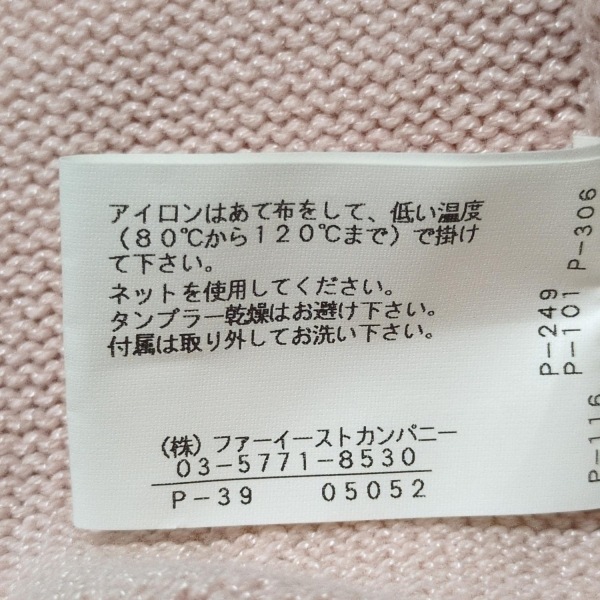 アイロンはあて布をして、低い温度
（８０℃から１２０℃まで）で掛け
て下さい。
ネットを使用してください。
タンブラー乾燥はお避け下さい。
付属は取り外してお洗い下さい。
（株）ファーイーストカンパニー
０３－５７７１－８５３０
Ｐ－３９　　０５０５２
P-249
P-101 P-306
P-116